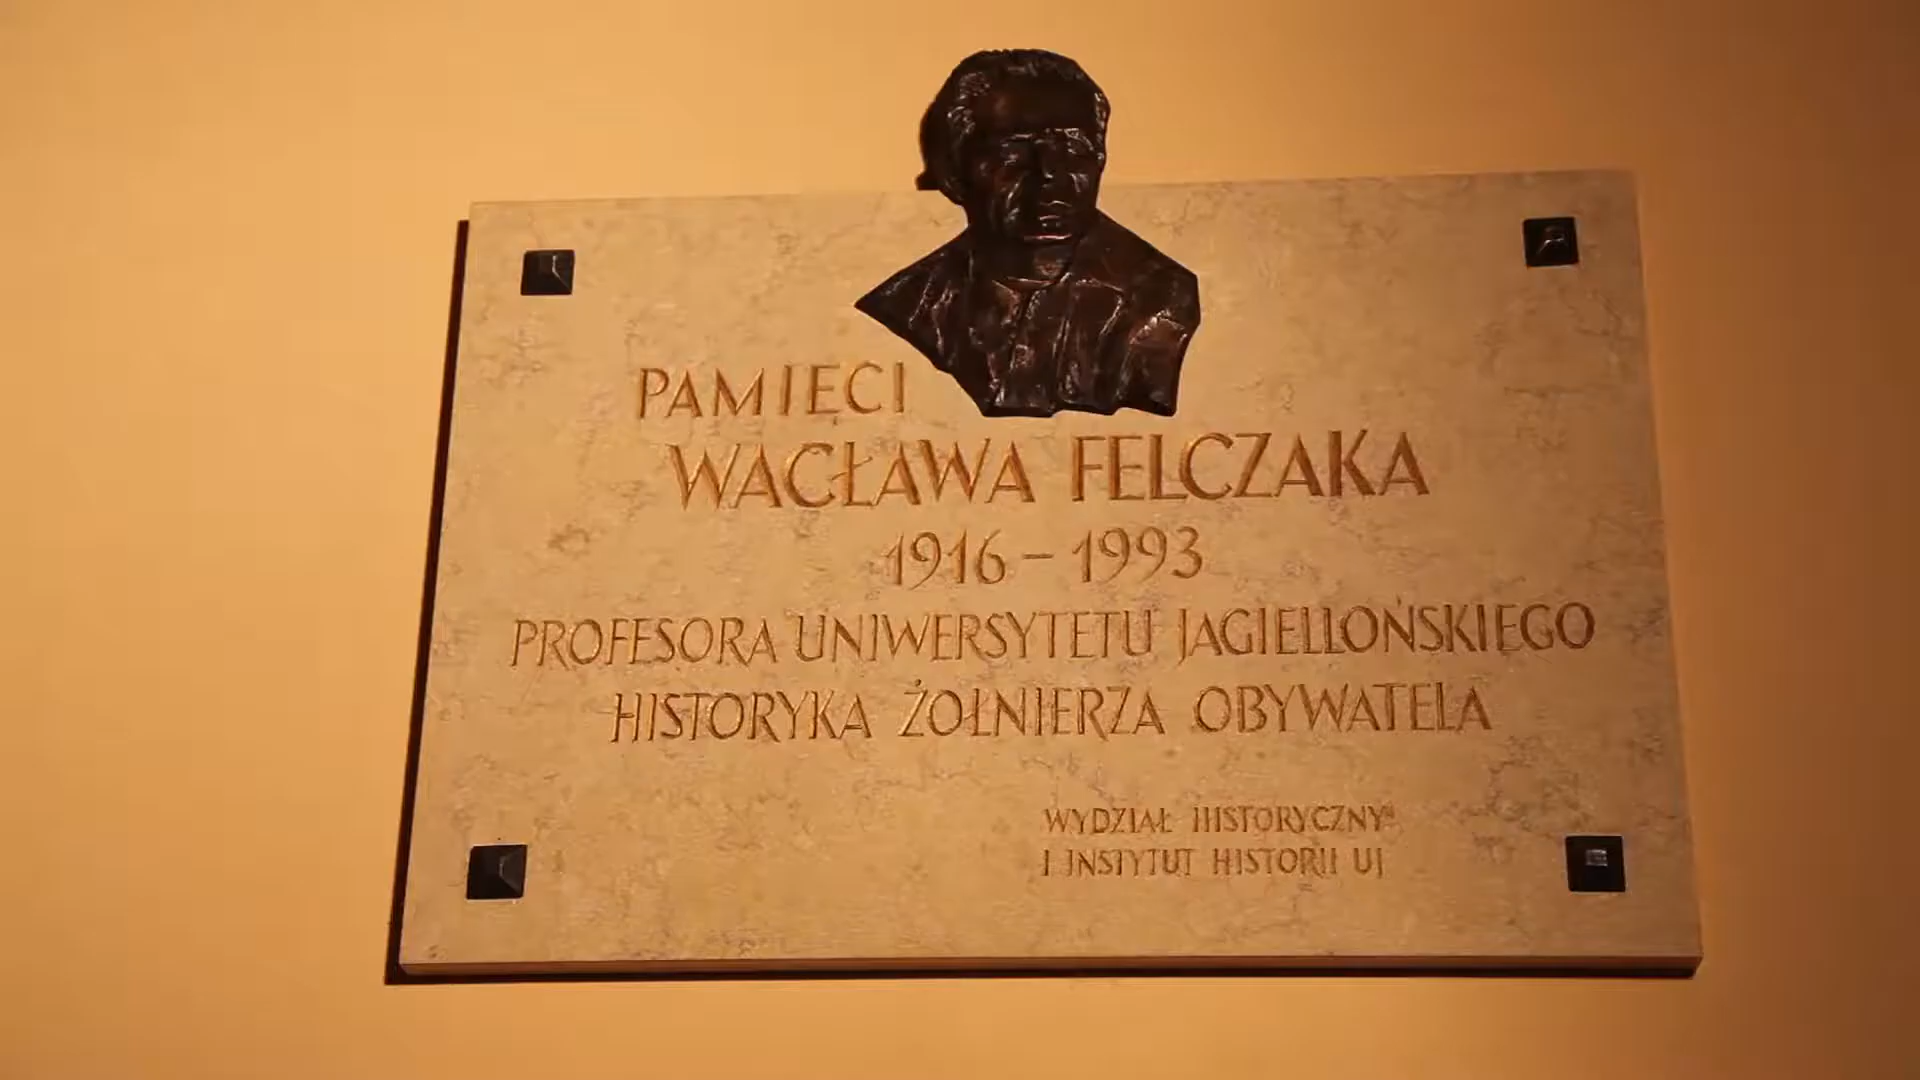 PAMIĘCI
WACŁAWA FELCZAKA
1916 – 1993
PROFESORA UNIWERSYTETU JAGIELLOŃSKIEGO
HISTORYKA ŻOŁNIERZA OBYWATELA
WYDZIAŁ HISTORYCZNY
I INSTYTUT HISTORII UJ